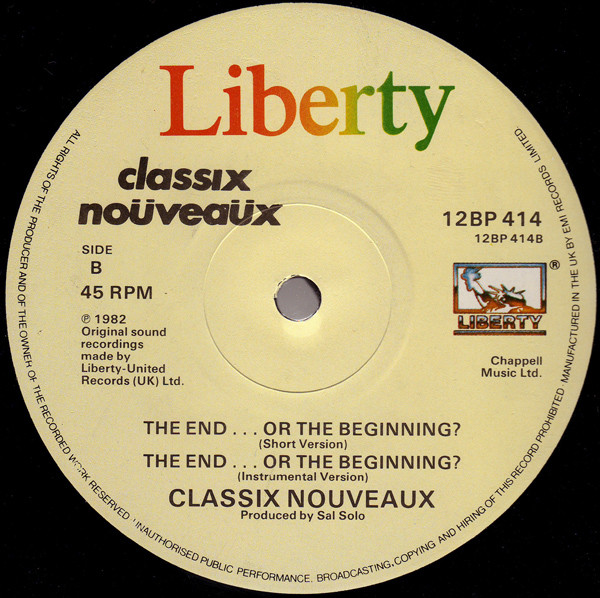 Liberty
classix
noüveaüx
SIDE
B
45 RPM
℗ 1982
Original sound
recordings
made by
Liberty-United
Records (UK) Ltd.
12BP 414
12BP 414B
®
LIBERTY
Chappell
Music Ltd.
THE END . . . OR THE BEGINNING?
(Short Version)
THE END . . . OR THE BEGINNING?
(Instrumental Version)
CLASSIX NOUVEAUX
Produced by Sal Solo
ALL RIGHTS OF THE PRODUCER AND OF THE OWNER OF THE RECORDED WORK RESERVED. UNAUTHORISED PUBLIC PERFORMANCE. BROADCASTING, COPYING AND HIRING OF THIS RECORD PROHIBITED · MANUFACTURED IN THE UK BY EMI RECORDS LIMITED